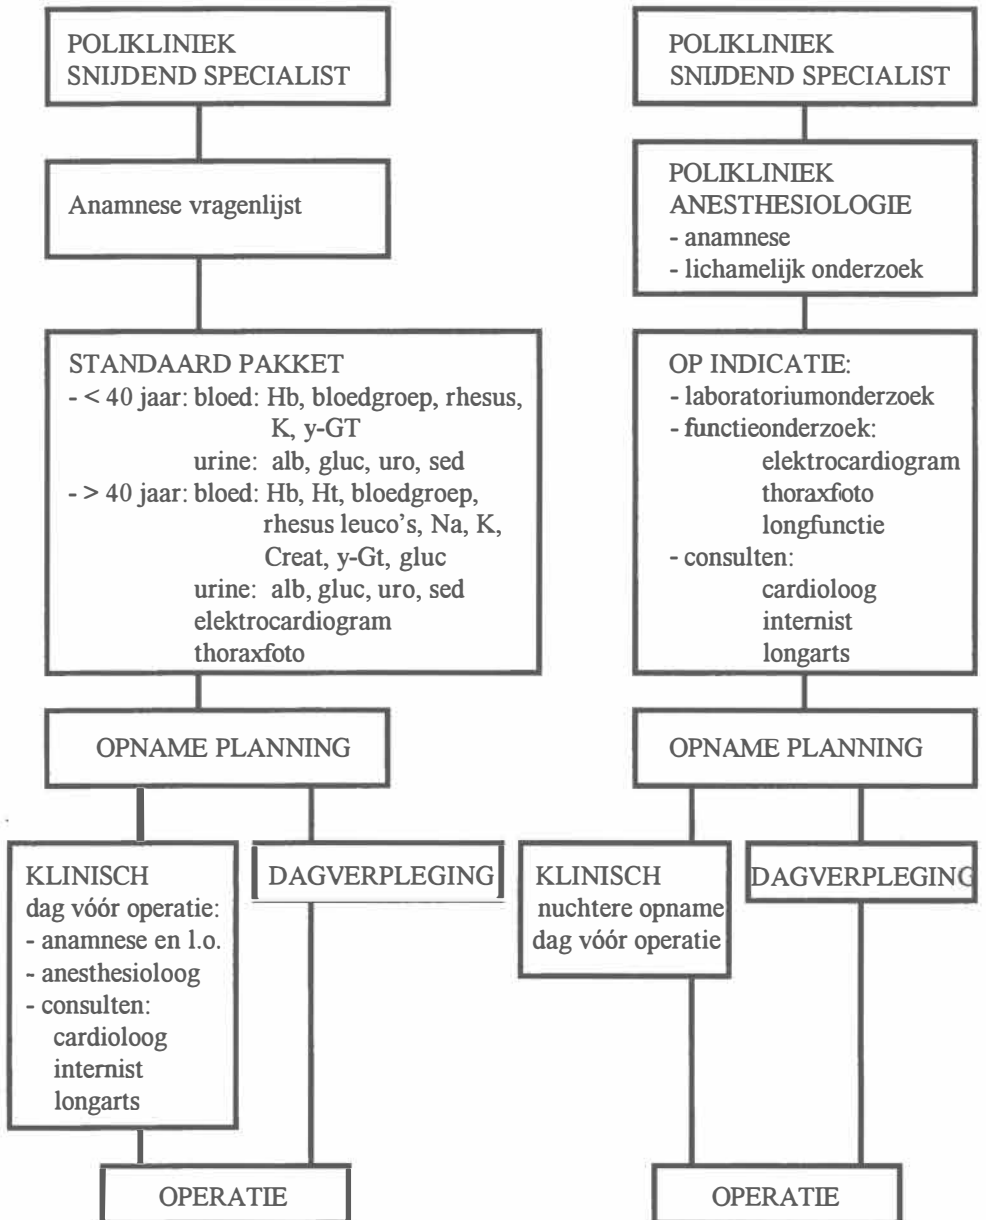 POLIKLINIEK
SNIJDEND SPECIALIST
Anamnese vragenlijst
STANDAARD PAKKET
- < 40 jaar: bloed: Hb, bloedgroep, rhesus,
K, y-GT
urine: alb, gluc, uro, sed
- > 40 jaar: bloed: Hb, Ht, bloedgroep,
rhesus leuco's, Na, K,
Creat, y-Gt, gluc
urine: alb, gluc, uro, sed
elektrocardiogram
thoraxfoto
OPNAME PLANNING
KLINISCH
dag vóór operatie:
- anamnese en l.o.
- anesthesioloog
- consulten:
cardioloog
internist
longarts
DAGVERPLEGING
OPERATIE
POLIKLINIEK
SNIJDEND SPECIALIST
POLIKLINIEK
ANESTHESIOLOGIE
- anamnese
- lichamelijk onderzoek
OP INDICATIE:
- laboratoriumonderzoek
- functieonderzoek:
elektrocardiogram
thoraxfoto
longfunctie
- consulten:
cardioloog
internist
longarts
OPNAME PLANNING
KLINISCH
nuchtere opname
dag vóór operatie
DAGVERPLEGING
OPERATIE